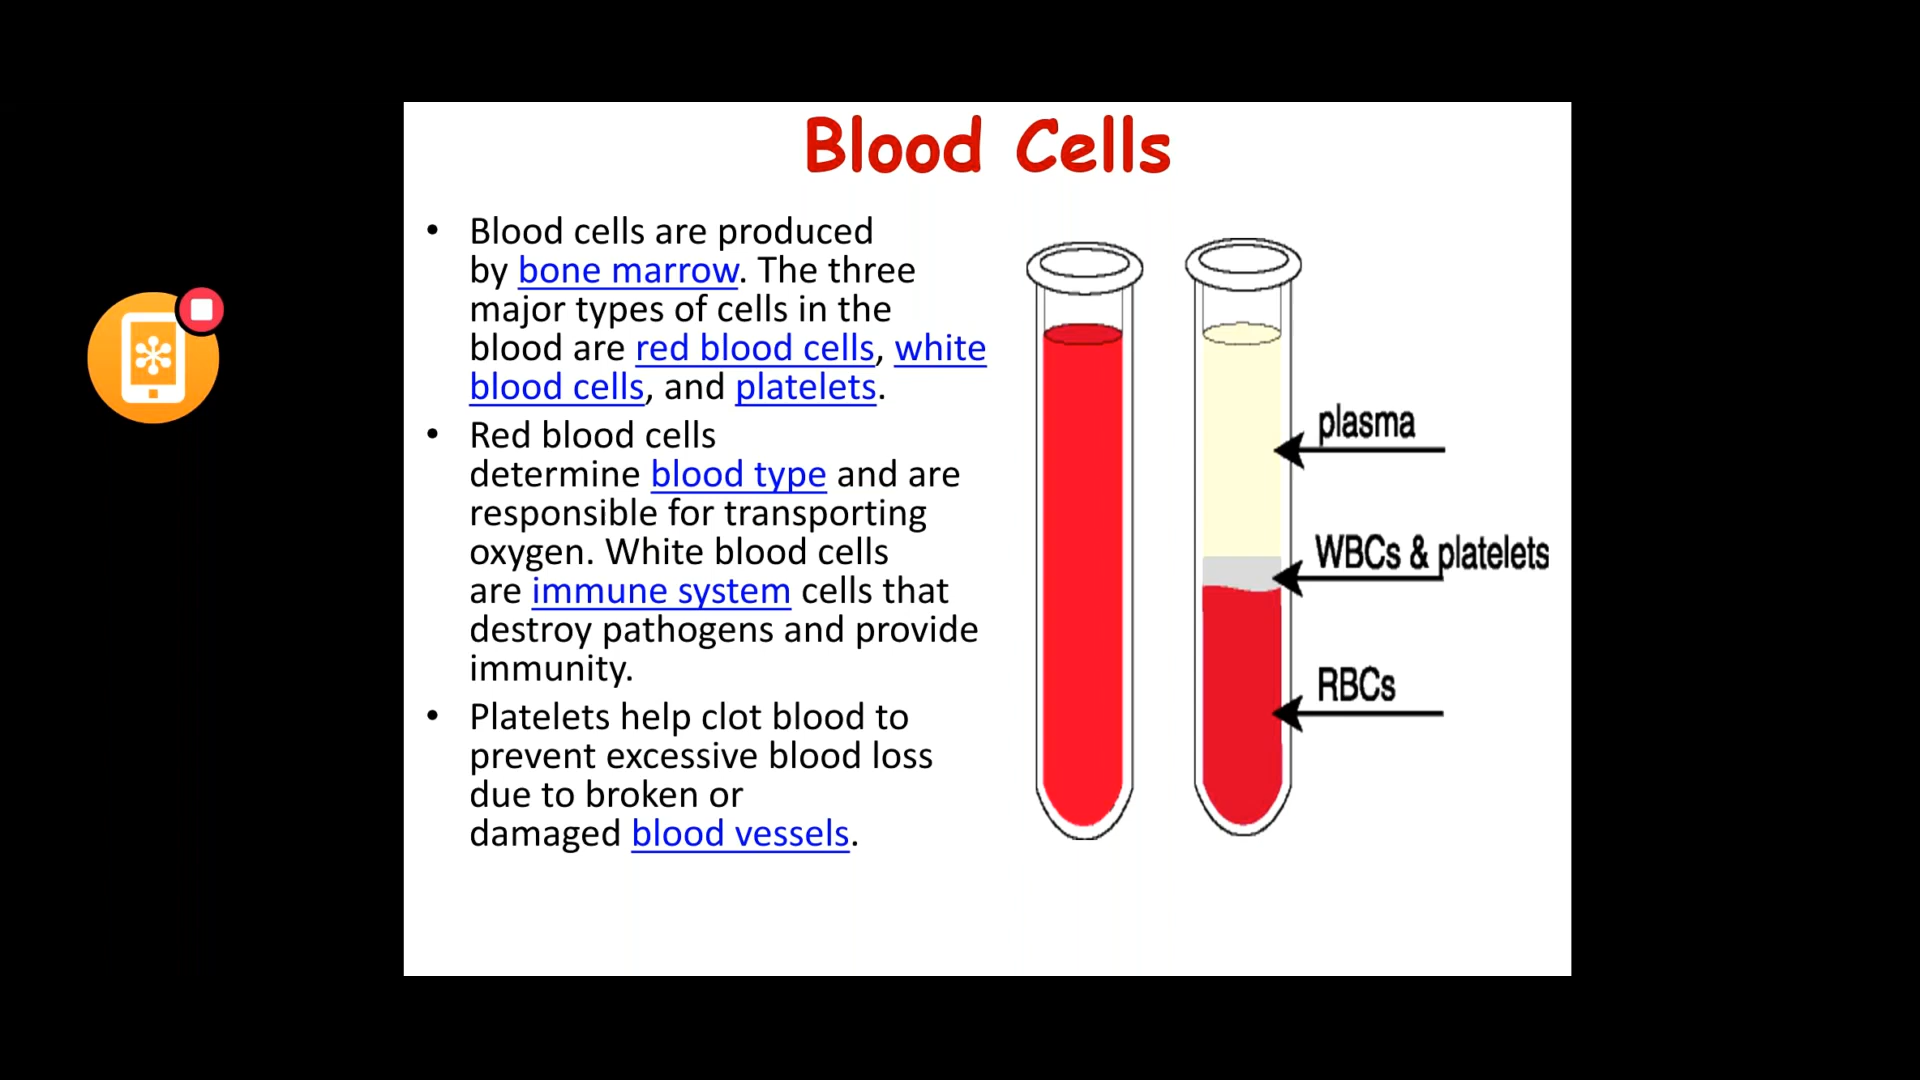 Blood Cells
• Blood cells are produced
by bone marrow. The three
major types of cells in the
blood are red blood cells, white
blood cells, and platelets.
• Red blood cells
determine blood type and are
responsible for transporting
oxygen. White blood cells
are immune system cells that
destroy pathogens and provide
immunity.
• Platelets help clot blood to
prevent excessive blood loss
due to broken or
damaged blood vessels.
plasma
WBCs & platelets
RBCs